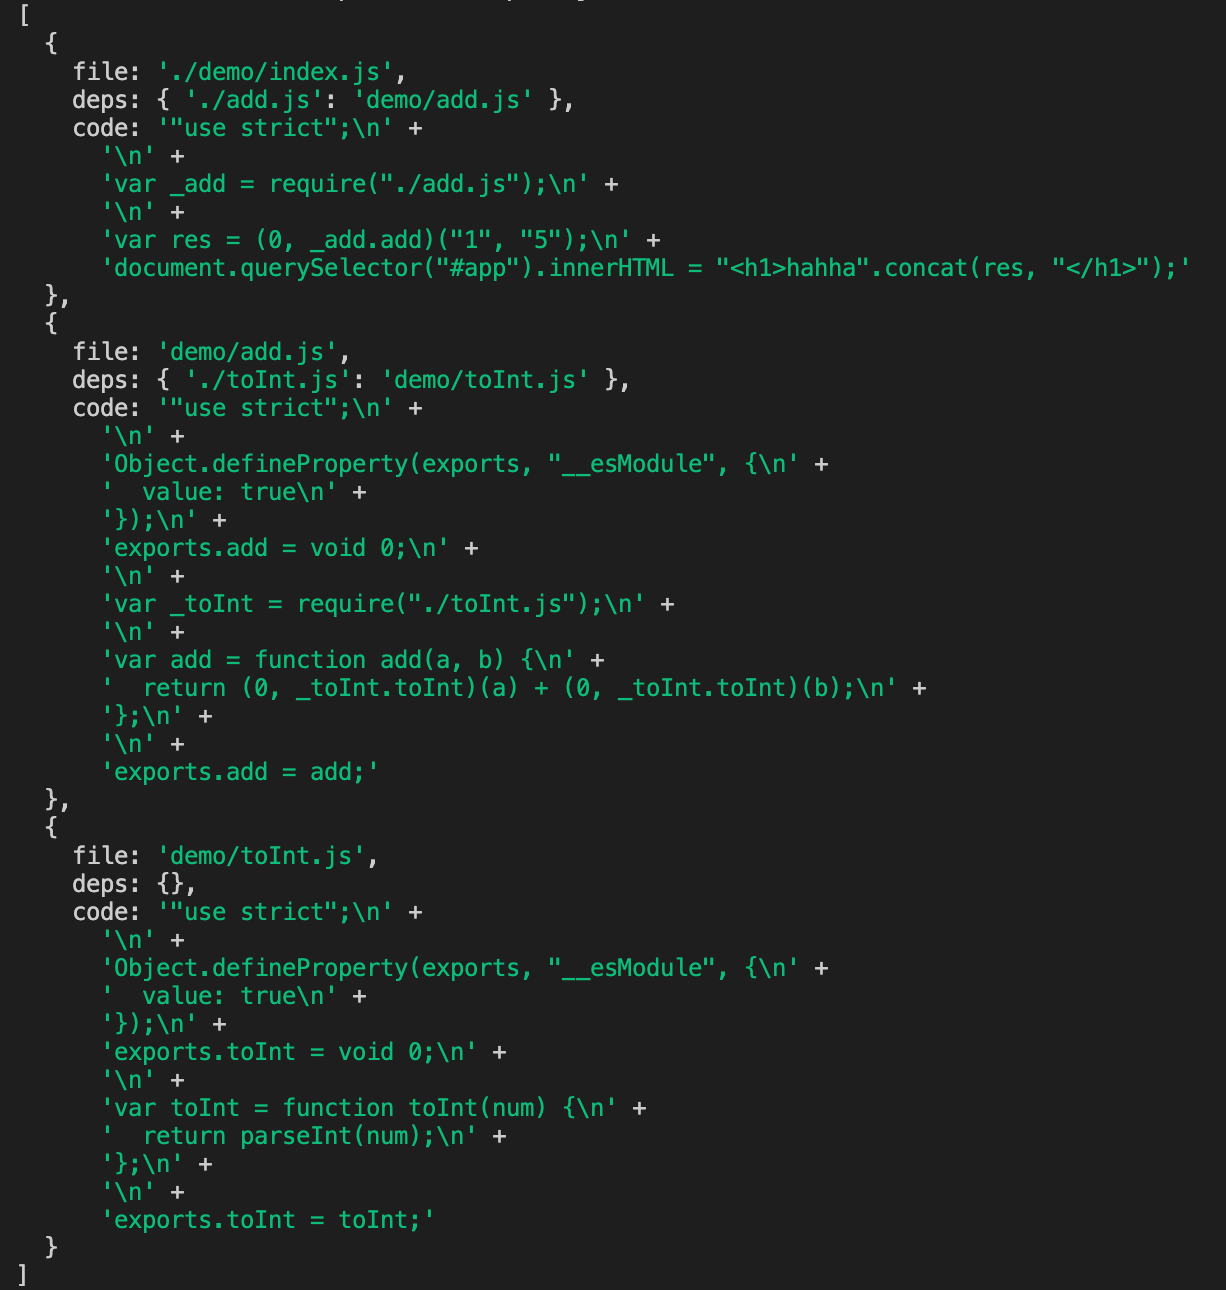 [
  {
    file: './demo/index.js',
    deps: { './add.js': 'demo/add.js' },
    code: '"use strict";\n' +
      '\n' +
      'var _add = require("./add.js");\n' +
      '\n' +
      'var res = (0, _add.add)("1", "5");\n' +
      'document.querySelector("#app").innerHTML = "<h1>hahha".concat(res, "</h1>");'
  },
  {
    file: 'demo/add.js',
    deps: { './toInt.js': 'demo/toInt.js' },
    code: '"use strict";\n' +
      '\n' +
      'Object.defineProperty(exports, "__esModule", {\n' +
      '  value: true\n' +
      '});\n' +
      'exports.add = void 0;\n' +
      '\n' +
      'var _toInt = require("./toInt.js");\n' +
      '\n' +
      'var add = function add(a, b) {\n' +
      '  return (0, _toInt.toInt)(a) + (0, _toInt.toInt)(b);\n' +
      '};\n' +
      '\n' +
      'exports.add = add;'
  },
  {
    file: 'demo/toInt.js',
    deps: {},
    code: '"use strict";\n' +
      '\n' +
      'Object.defineProperty(exports, "__esModule", {\n' +
      '  value: true\n' +
      '});\n' +
      'exports.toInt = void 0;\n' +
      '\n' +
      'var toInt = function toInt(num) {\n' +
      '  return parseInt(num);\n' +
      '};\n' +
      '\n' +
      'exports.toInt = toInt;'
  }
]